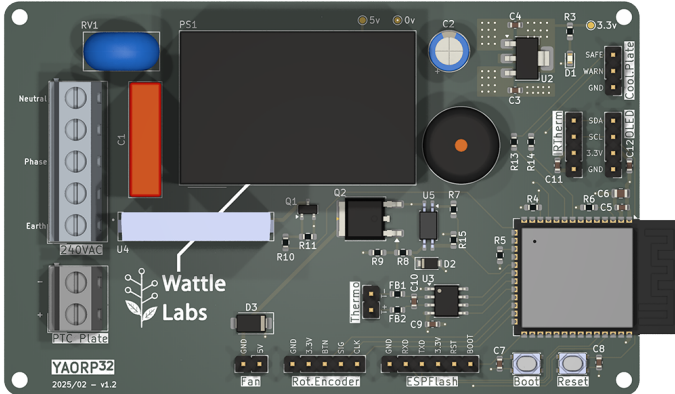 RV1
PS1
5v
0v
C2
C4
R3
3.3v
U2
D1
SAFE
WARN
GND
Cool.Plate
C3
Neutral
Phase
Earth
240VAC
C1
U4
R13
R14
RTherm
C11
SDA
SCL
3.3V
GND
OLED
C12
C6
C5
R4
R6
R5
Q1
R10
R11
Q2
U5
R7
R15
R9
R8
D2
U3
C10
FB1
FB2
C9
Thermo
-
+
PTC Plate
Wattle
Labs
D3
GND
5V
Fan
GND
3.3V
BTN
SIG
CLK
Rot.Encoder
GND
RXD
TXD
3.3V
RST
BOOT
ESPFlash
C7
Boot
Reset
C8
YAORP32
2025/02 - v1.2